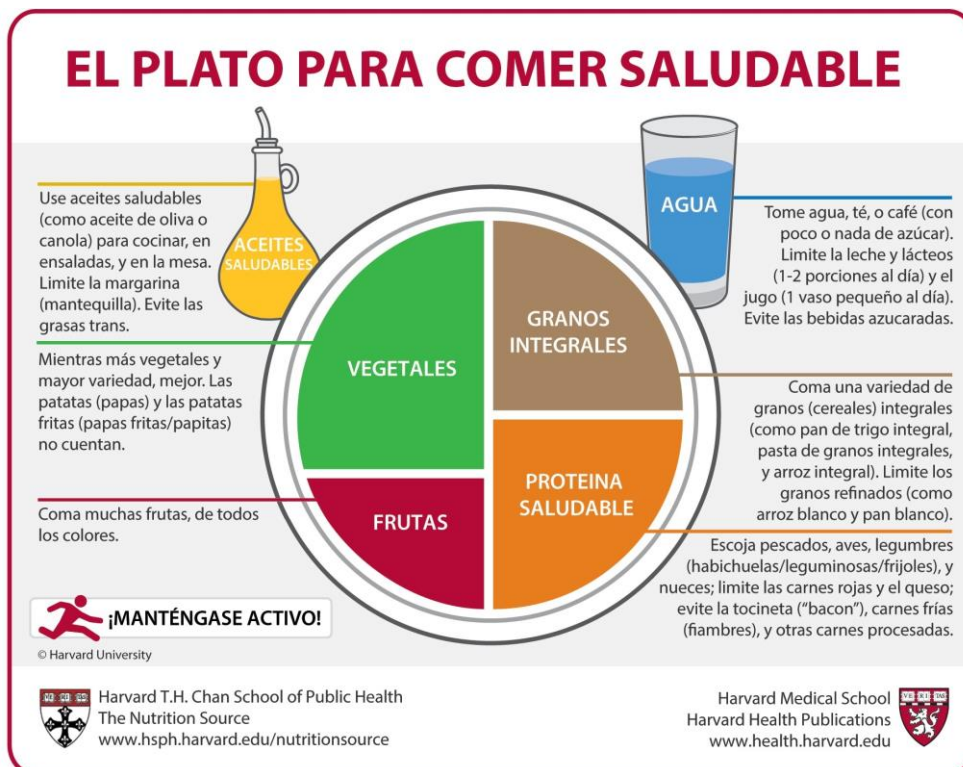 EL PLATO PARA COMER SALUDABLE
Use aceites saludables
(como aceite de oliva o
canola) para cocinar, en
ensaladas, y en la mesa.
Limite la margarina
(mantequilla). Evite las
grasas trans.
ACEITES
SALUDABLES
Mientras más vegetales y
mayor variedad, mejor. Las
patatas (papas) y las patatas
fritas (papas fritas/papitas)
no cuentan.
Coma muchas frutas, de todos
los colores.
VEGETALES
FRUTAS
GRANOS
INTEGRALES
PROTEINA
SALUDABLE
AGUA
Tome agua, té, o café (con
poco o nada de azúcar).
Limite la leche y lácteos
(1-2 porciones al día) y el
jugo (1 vaso pequeño al día).
Evite las bebidas azucaradas.
Coma una variedad de
granos (cereales) integrales
(como pan de trigo integral,
pasta de granos integrales,
y arroz integral). Limite los
granos refinados (como
arroz blanco y pan blanco).
Escoja pescados, aves, legumbres
(habichuelas/leguminosas/frijoles), y
nueces; limite las carnes rojas y el queso;
evite la tocineta (“bacon”), carnes frías
(fiambres), y otras carnes procesadas.
¡MANTÉNGASE ACTIVO!
© Harvard University
Harvard T.H. Chan School of Public Health
The Nutrition Source
www.hsph.harvard.edu/nutritionsource
Harvard Medical School
Harvard Health Publications
www.health.harvard.edu
VE RI TAS